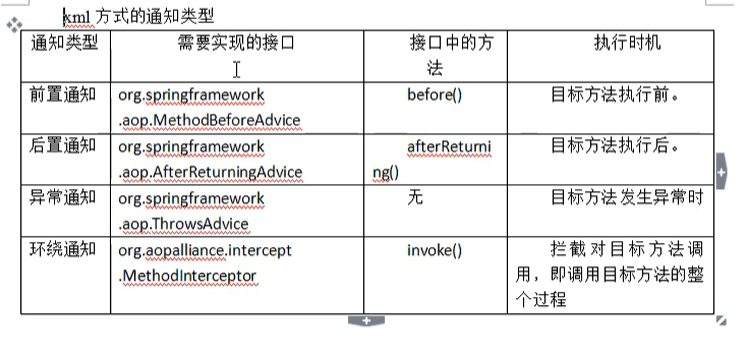 xml 方式的通知类型
通知类型 需要实现的接口 接口中的方 执行时机
法
前置通知 org.springframework before() 目标方法执行前。
.aop.MethodBeforeAdvice
后置通知 org.springframework afterReturni 目标方法执行后。
.aop.AfterReturningAdvice ng()
异常通知 org.springframework 无 目标方法发生异常时
.aop.ThrowsAdvice
环绕通知 org.aopalliance.intercept invoke() 拦截对目标方法调
.MethodInterceptor 用，即调用目标方法的整
个过程